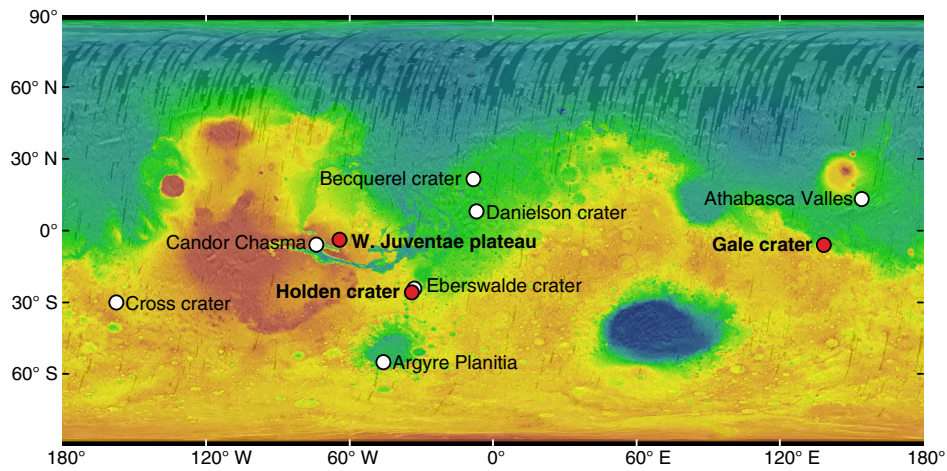 90°
60° N
30° N
0°
30° S
60° S
Becquerel crater
Danielson crater
Athabasca Valles
Candor Chasma
W. Juventae plateau
Gale crater
Holden crater
Eberswalde crater
Cross crater
Argyre Planitia
180°
120° W
60° W
0°
60° E
120° E
180°